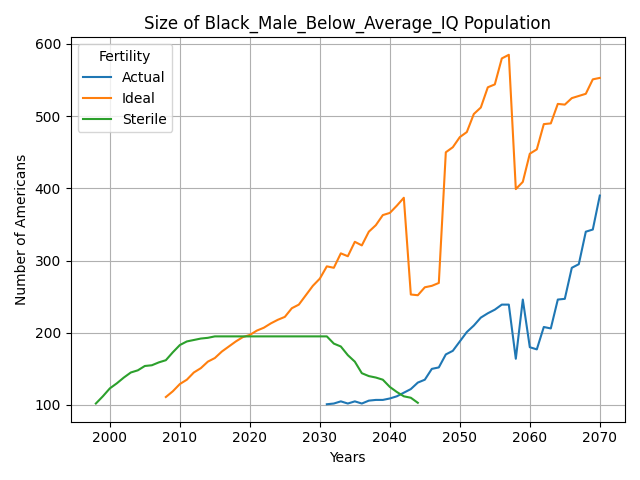 Size of Black_Male_Below_Average_IQ Population
Fertility
Actual
Ideal
Sterile
Number of Americans
600
500
400
300
200
100
2000 2010 2020 2030 2040 2050 2060 2070
Years